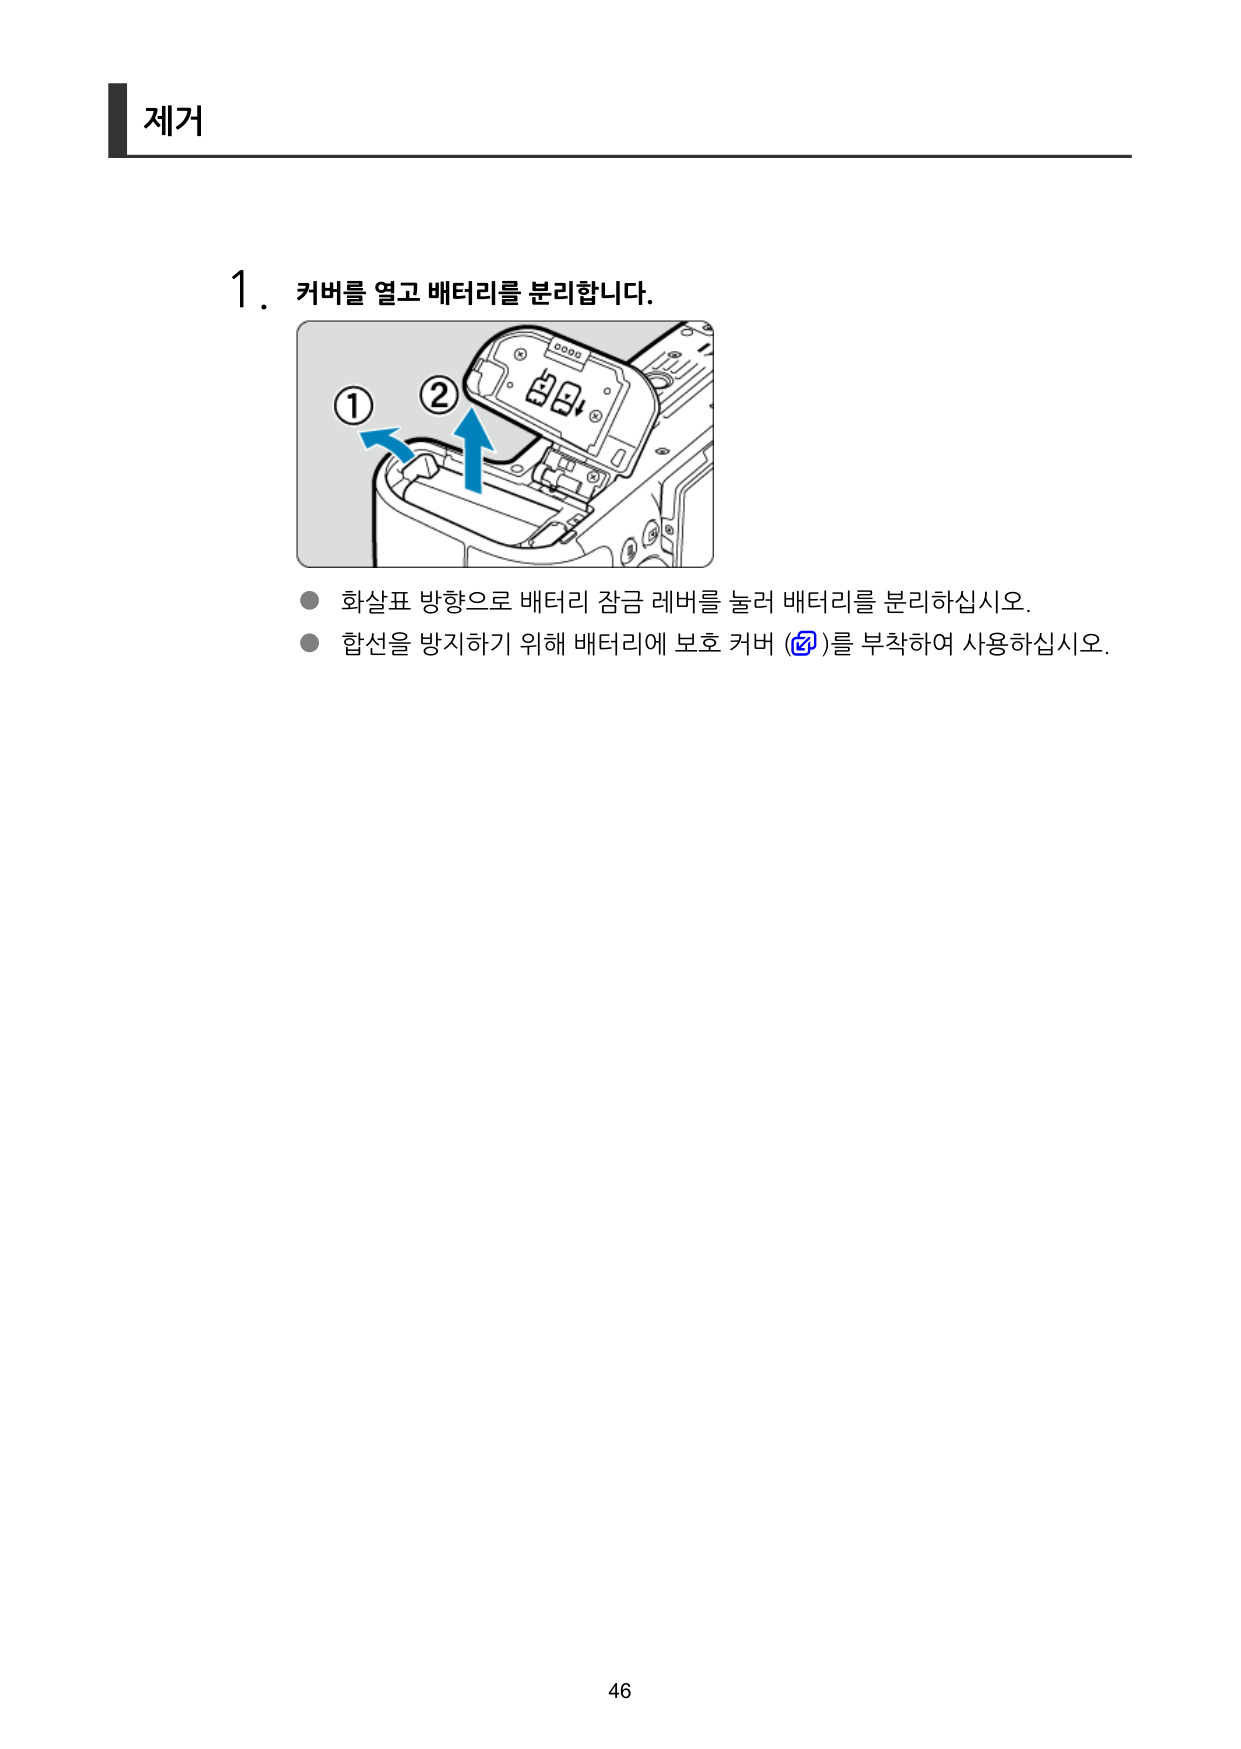 제거
1. 커버를 열고 배터리를 분리합니다.
① ②
● 화살표 방향으로 배터리 잠금 레버를 눌러 배터리를 분리하십시오.
● 합선을 방지하기 위해 배터리에 보호 커버 ()를 부착하여 사용하십시오.
46